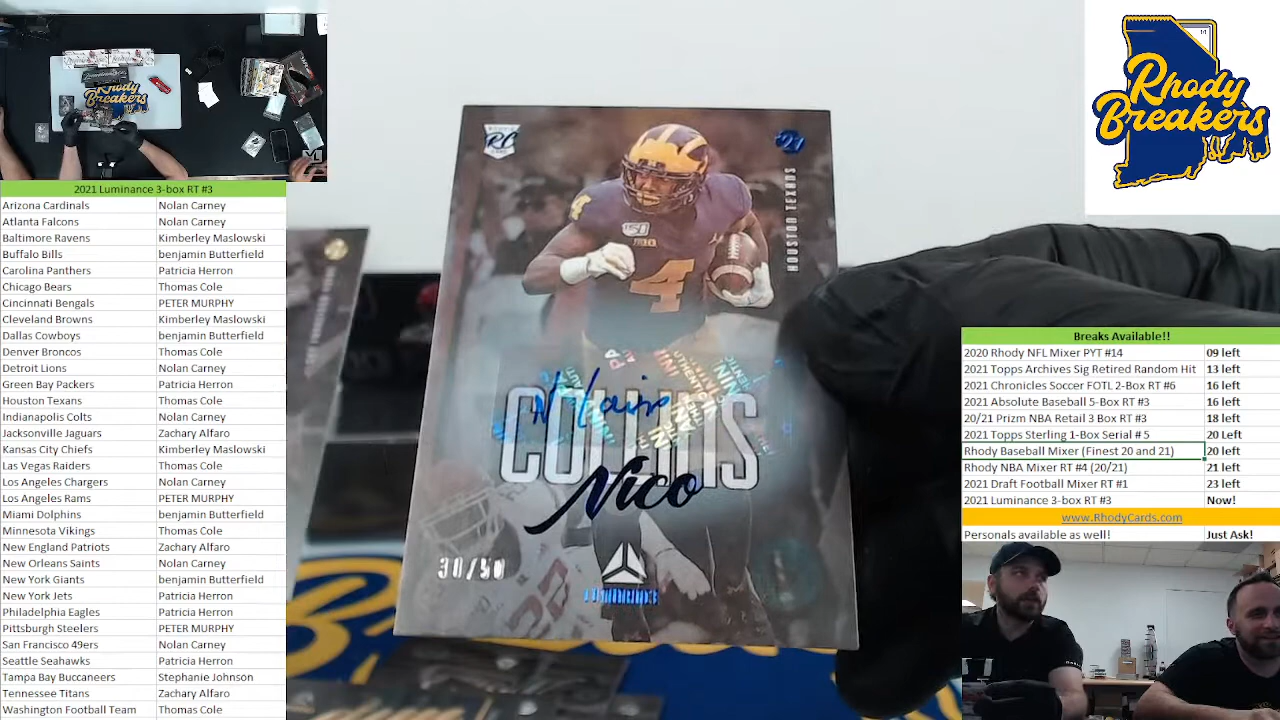 2021 Luminance 3-box RT #3
Arizona Cardinals Nolan Carney
Atlanta Falcons Nolan Carney
Baltimore Ravens Kimberley Maslowski
Buffalo Bills benjamin Butterfield
Carolina Panthers Patricia Herron
Chicago Bears Thomas Cole
Cincinnati Bengals PETER MURPHY
Cleveland Browns Kimberley Maslowski
Dallas Cowboys benjamin Butterfield
Denver Broncos Thomas Cole
Detroit Lions Nolan Carney
Green Bay Packers Patricia Herron
Houston Texans Thomas Cole
Indianapolis Colts Nolan Carney
Jacksonville Jaguars Zachary Alfaro
Kansas City Chiefs Kimberley Maslowski
Las Vegas Raiders Thomas Cole
Los Angeles Chargers Nolan Carney
Los Angeles Rams PETER MURPHY
Miami Dolphins benjamin Butterfield
Minnesota Vikings Thomas Cole
New England Patriots Zachary Alfaro
New Orleans Saints Nolan Carney
New York Giants benjamin Butterfield
New York Jets Patricia Herron
Philadelphia Eagles Patricia Herron
Pittsburgh Steelers PETER MURPHY
San Francisco 49ers Nolan Carney
Seattle Seahawks Patricia Herron
Tampa Bay Buccaneers Stephanie Johnson
Tennessee Titans Zachary Alfaro
Washington Football Team Thomas Cole
Rhody
Breakers
RC
'21
HOUSTON TEXANS
4
150
4
COLLINS
Nico
30/50
LUMINANCE
Rhody
Breakers
Breaks Available!!
2020 Rhody NFL Mixer PYT #14 09 left
2021 Topps Archives Sig Retired Random Hit 13 left
2021 Chronicles Soccer FOTL 2-Box RT #6 16 left
2021 Absolute Baseball 5-Box RT #3 16 left
20/21 Prizm NBA Retail 3 Box RT #3 18 left
2021 Topps Sterling 1-Box Serial # 5 20 Left
Rhody Baseball Mixer (Finest 20 and 21) 20 left
Rhody NBA Mixer RT #4 (20/21) 21 left
2021 Draft Football Mixer RT #1 23 left
2021 Luminance 3-box RT #3 Now!
www.RhodyCards.com
Personals available as well! Just Ask!